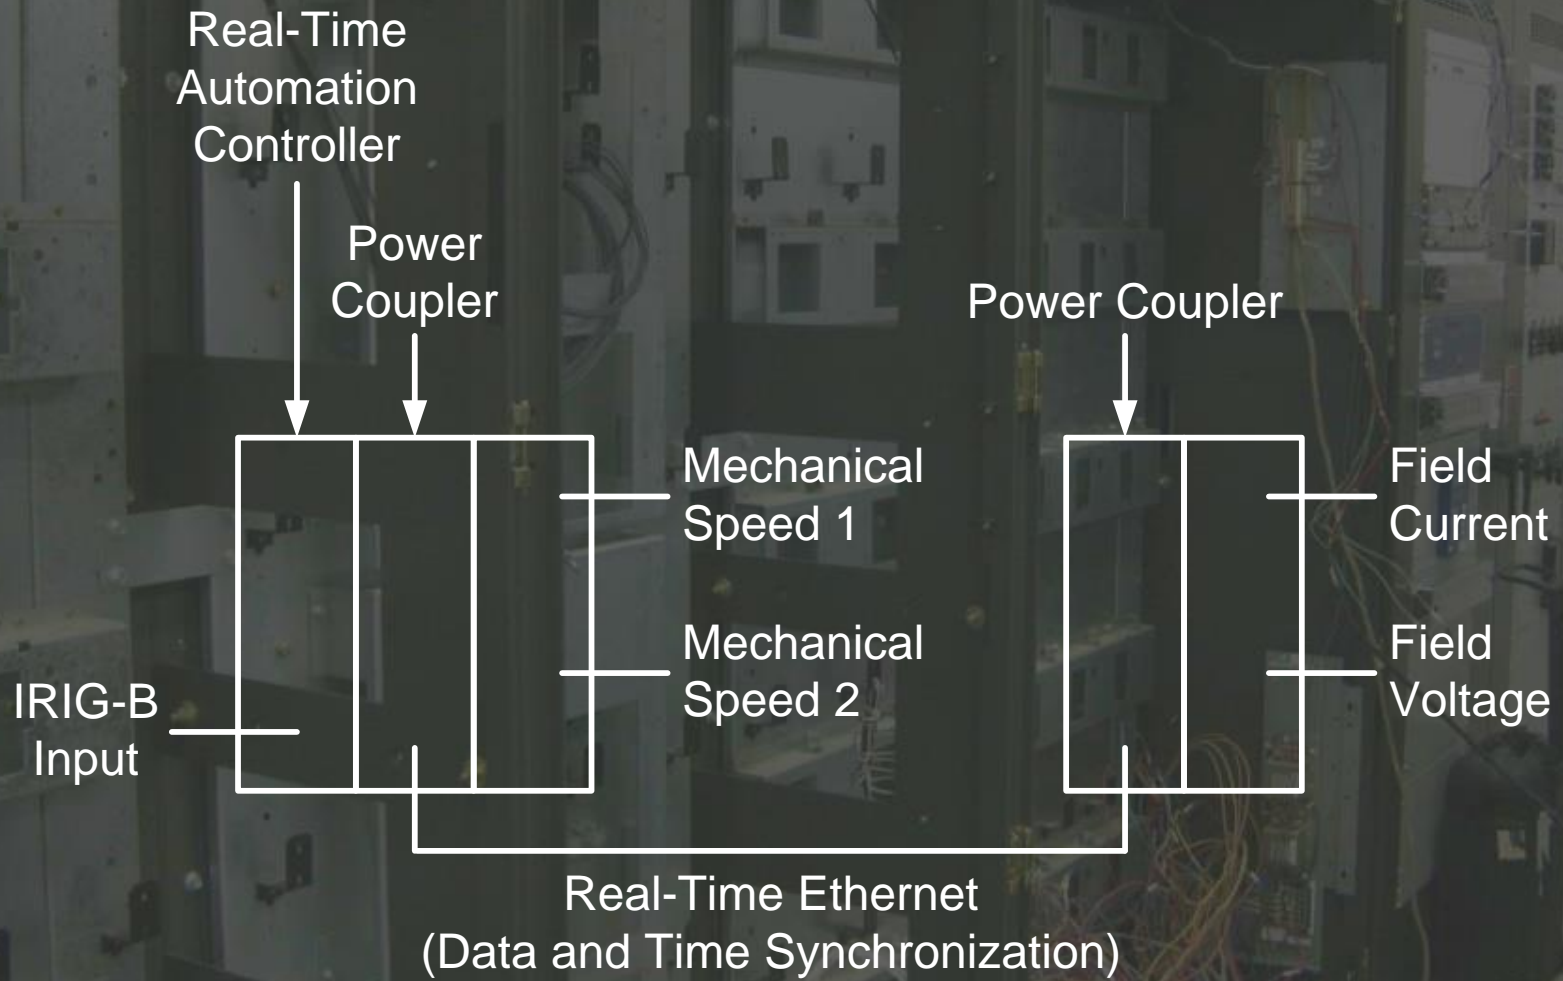 Real-Time
Automation
Controller
Power
Coupler
Power Coupler
Mechanical
Speed 1
Field
Current
Mechanical
Speed 2
Field
Voltage
IRIG-B
Input
Real-Time Ethernet
(Data and Time Synchronization)